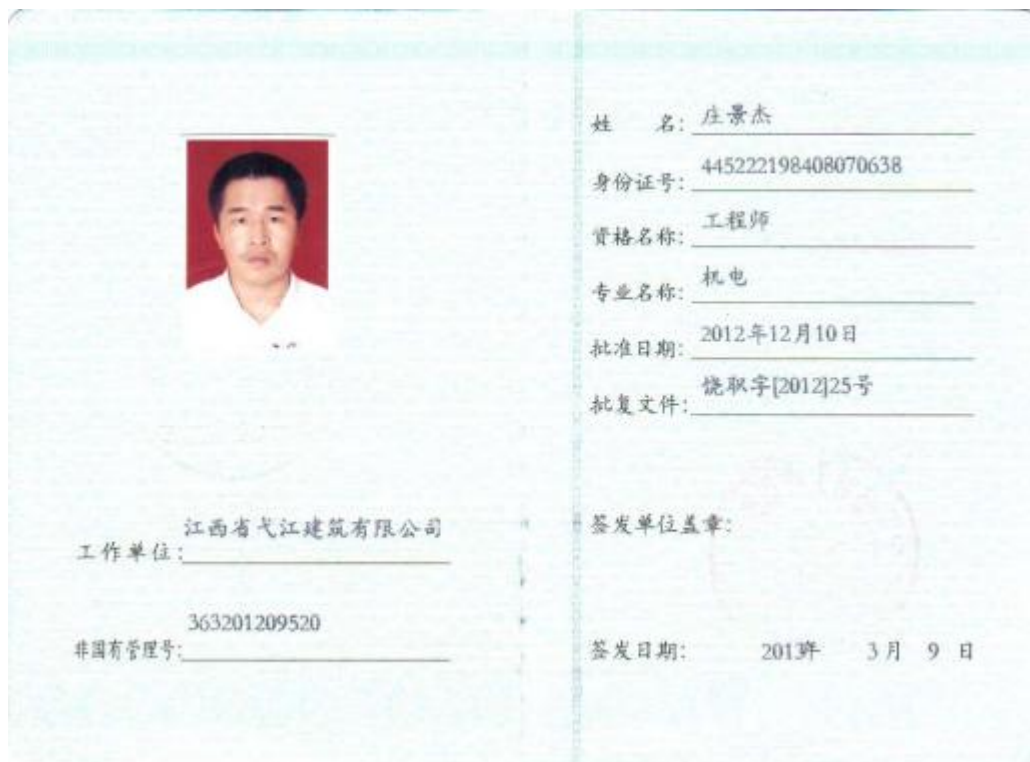 工作单位：江西省弋江建筑有限公司
非国有管理号：363201209520
姓 名：庄景杰
身份证号：445222198408070638
资格名称：工程师
专业名称：机电
批准日期：2012年12月10日
批复文件：饶职字[2012]25号
签发单位盖章：
签发日期： 2013年 3月 9日